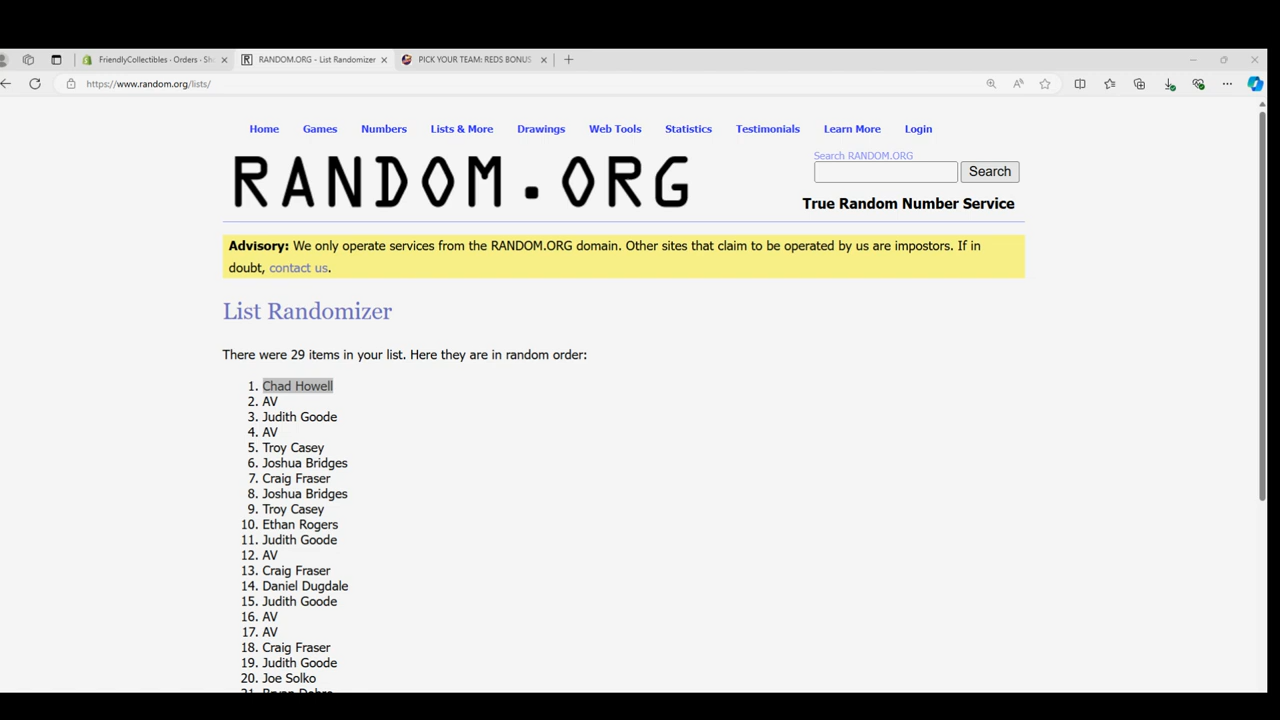 FriendlyCollectibles · Orders · Sh
RANDOM.ORG - List Randomizer
PICK YOUR TEAM: REDS BONUS
https://www.random.org/lists/
Home Games Numbers Lists & More Drawings Web Tools Statistics Testimonials Learn More Login
RANDOM.ORG
Search RANDOM.ORG
Search
True Random Number Service
Advisory: We only operate services from the RANDOM.ORG domain. Other sites that claim to be operated by us are impostors. If in
doubt, contact us.
List Randomizer
There were 29 items in your list. Here they are in random order:
1. Chad Howell
2. AV
3. Judith Goode
4. AV
5. Troy Casey
6. Joshua Bridges
7. Craig Fraser
8. Joshua Bridges
9. Troy Casey
10. Ethan Rogers
11. Judith Goode
12. AV
13. Craig Fraser
14. Daniel Dugdale
15. Judith Goode
16. AV
17. AV
18. Craig Fraser
19. Judith Goode
20. Joe Solko
21.